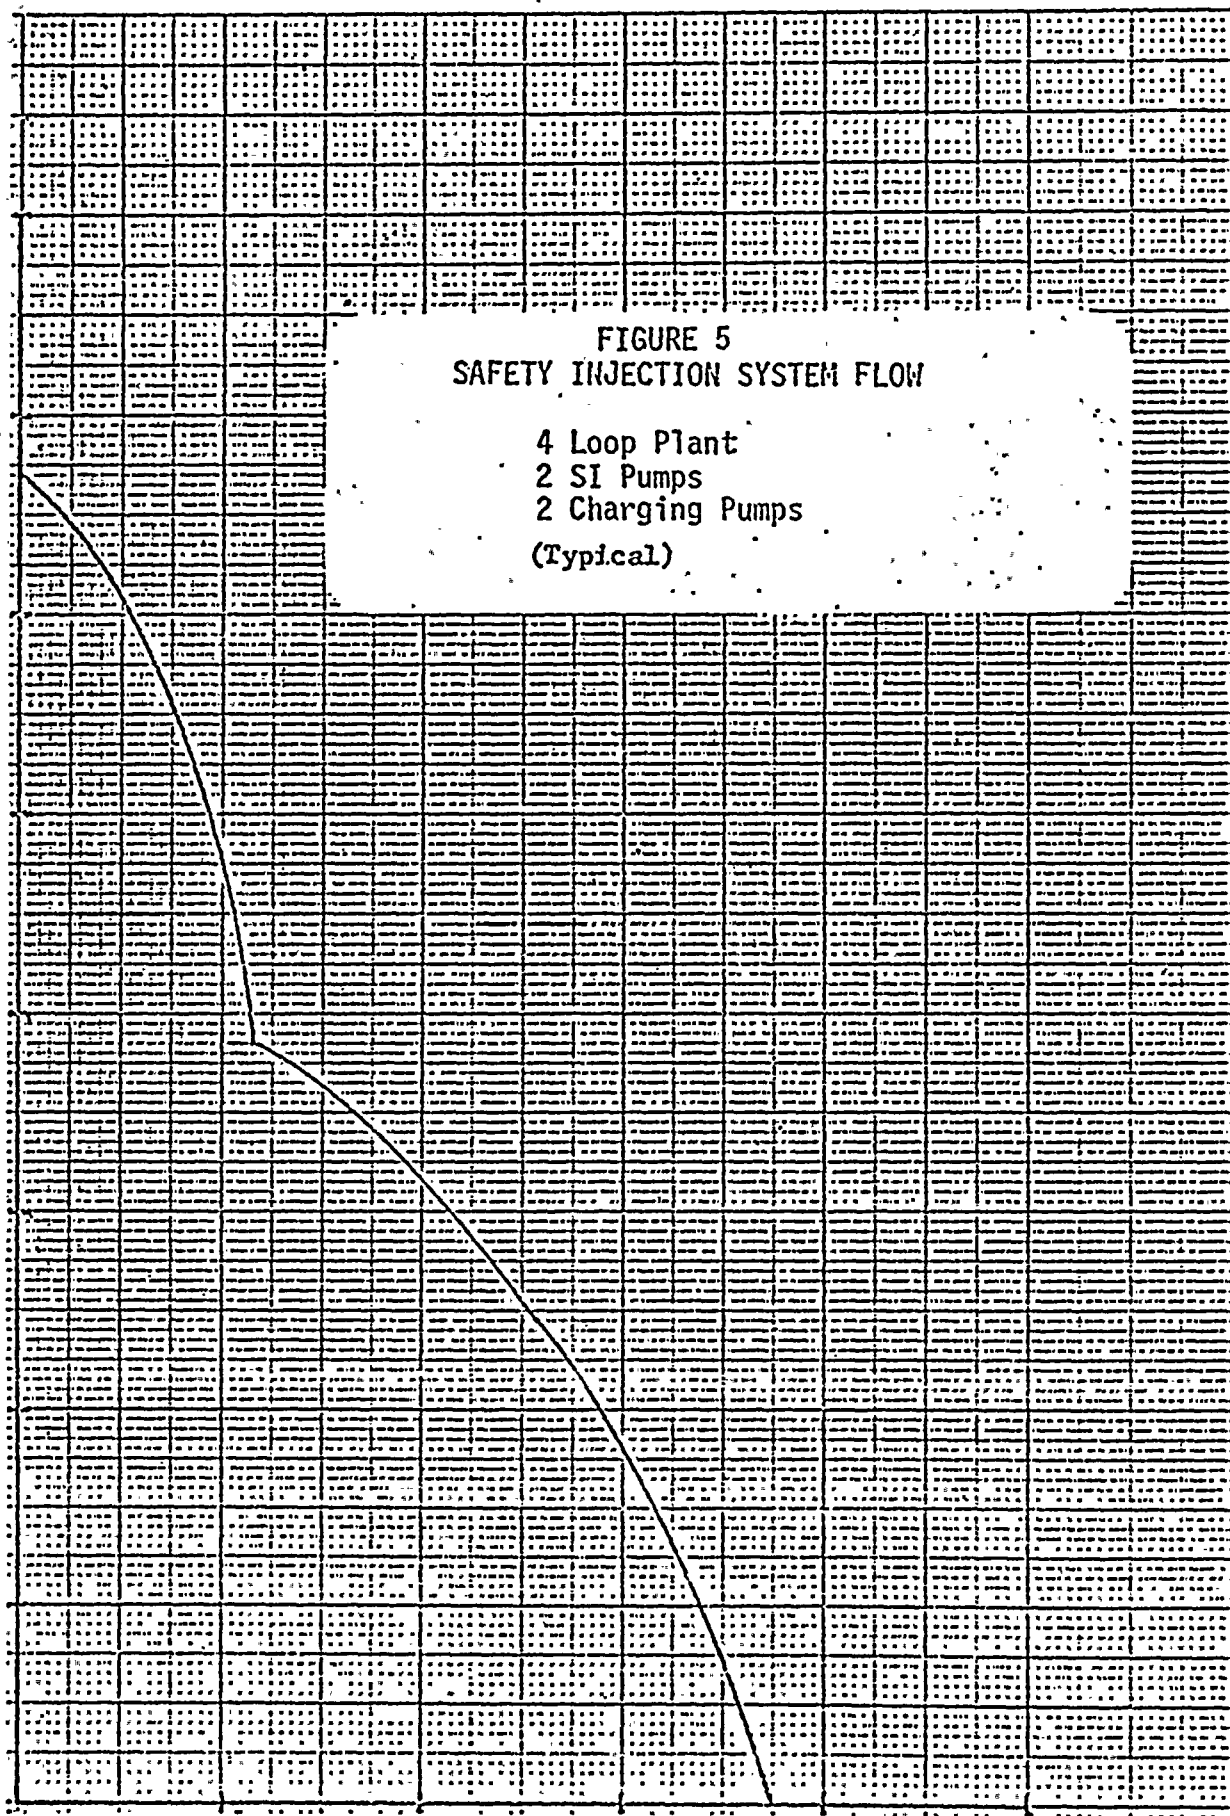 FIGURE 5
SAFETY INJECTION SYSTEM FLOW
4 Loop Plant
2 SI Pumps
2 Charging Pumps
(Typical)